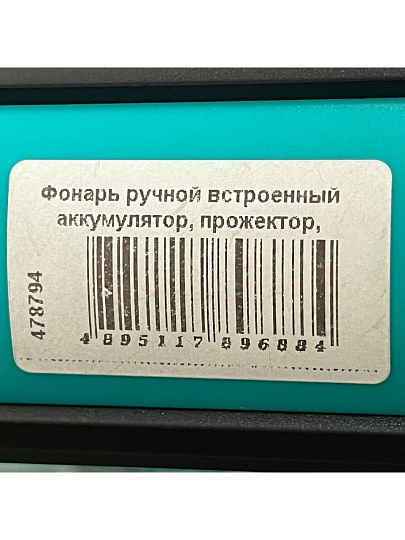 Фонарь ручной встроенный
аккумулятор, прожектор,
478794
4 895117 896884